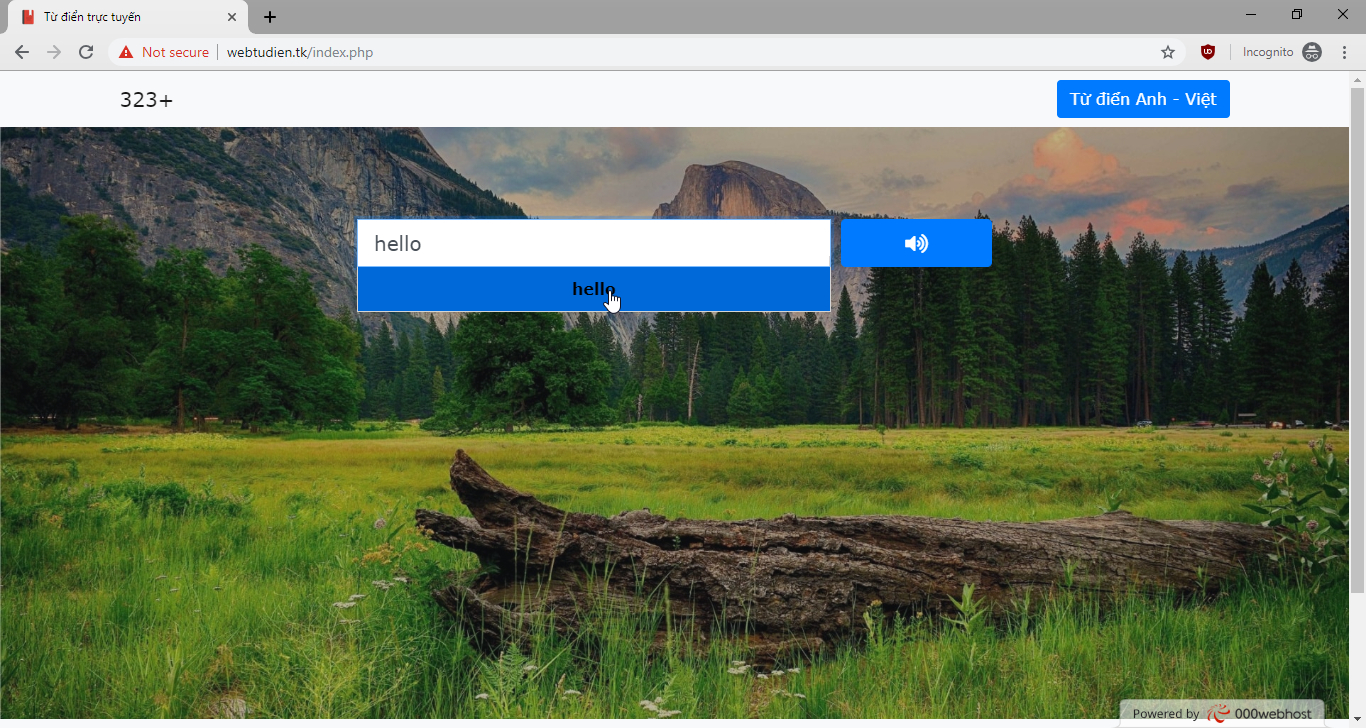 Từ điển trực tuyến
Not secure
webtudien.tk/index.php
Incognito
323+
Từ điển Anh - Việt
hello
hello
Powered by 000webhost